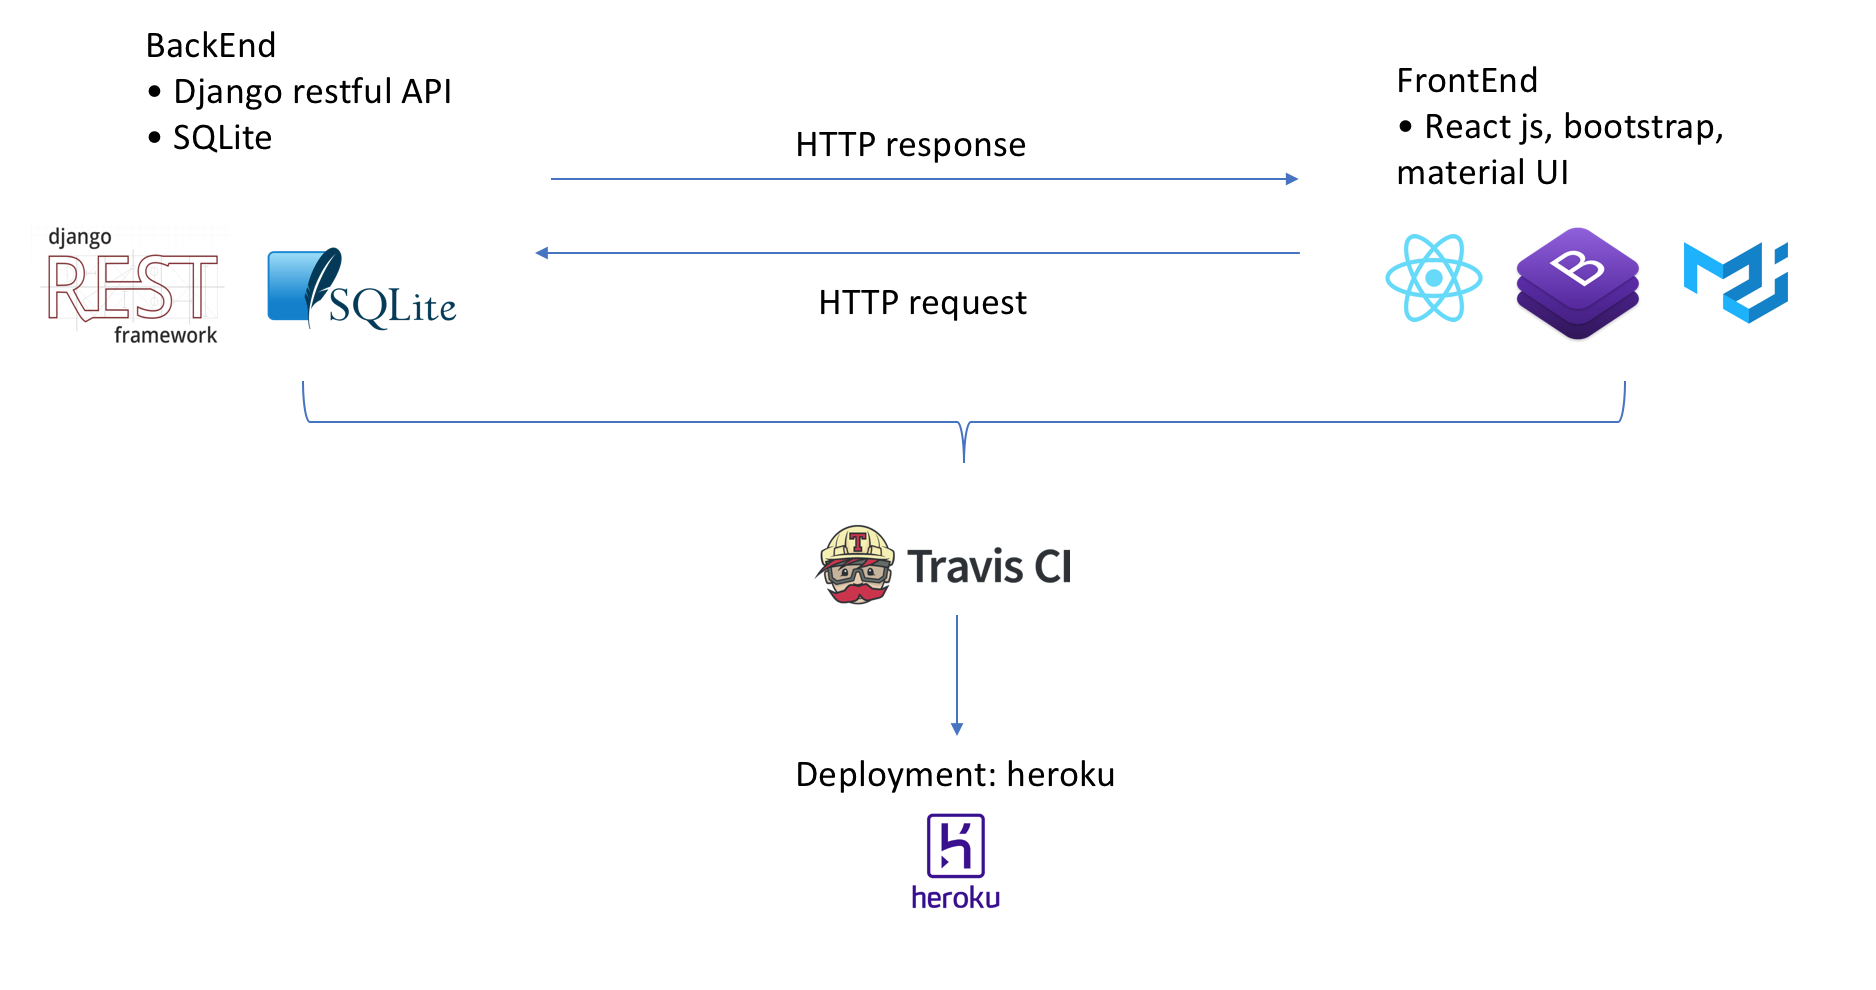 BackEnd
• Django restful API
• SQLite
HTTP response
FrontEnd
• React js, bootstrap,
material UI
django
REST
framework
SQLite
HTTP request
B
T
Travis CI
Deployment: heroku
heroku